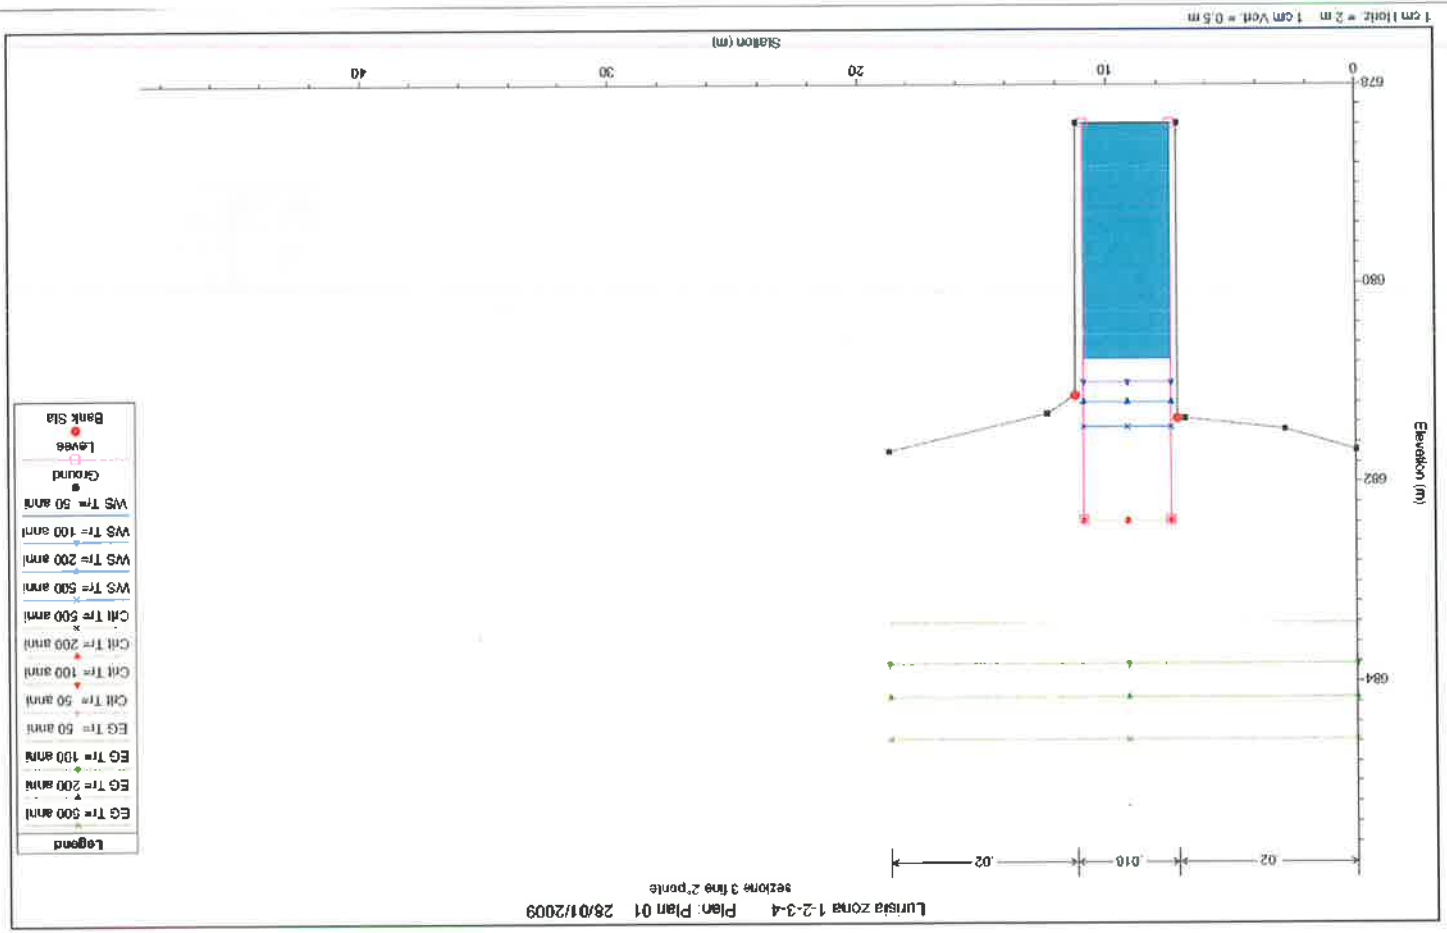 Lurisia zona 1-2-3-4 Plan: Plan 01 28/01/2009
sezione 3 fine 2°ponte
.02
.018
.02
Legend
EG Tr= 500 anni
EG Tr= 200 anni
EG Tr= 100 anni
EG Tr= 50 anni
Crit Tr= 50 anni
Crit Tr= 100 anni
Crit Tr= 200 anni
Crit Tr= 500 anni
WS Tr= 500 anni
WS Tr= 200 anni
WS Tr= 100 anni
WS Tr= 50 anni
Ground
Levee
Bank Sta
684
682
680
678
Elevation (m)
0
10
20
30
40
Station (m)
1 cm Horiz. = 2 m 1 cm Vert. = 0.5 m